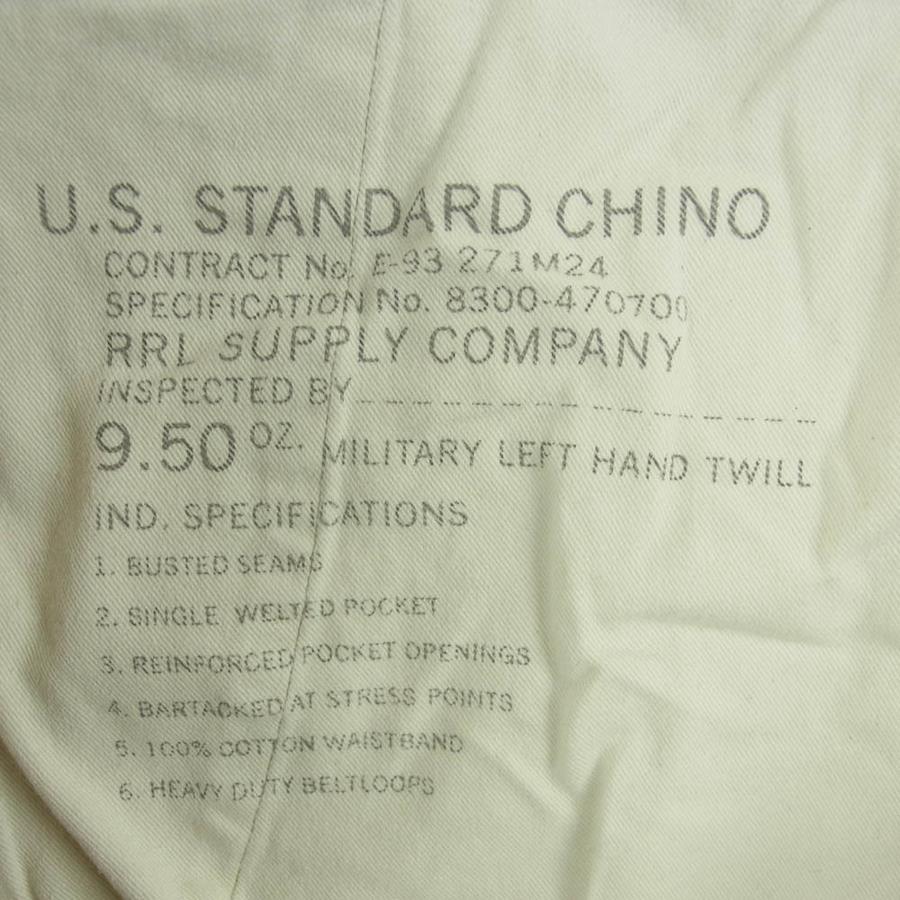 U.S. STANDARD CHINO
CONTRACT No. E-93 271M24
SPECIFICATION No. 8300-470700
RRL SUPPLY COMPANY
INSPECTED BY
9.50 OZ. MILITARY LEFT HAND TWILL
IND. SPECIFICATIONS
1. BUSTED SEAMS
2. SINGLE WELTED POCKET
3. REINFORCED POCKET OPENINGS
4. BARTACKED AT STRESS POINTS
5. 100% COTTON WAISTBAND
6. HEAVY DUTY BELTLOOPS